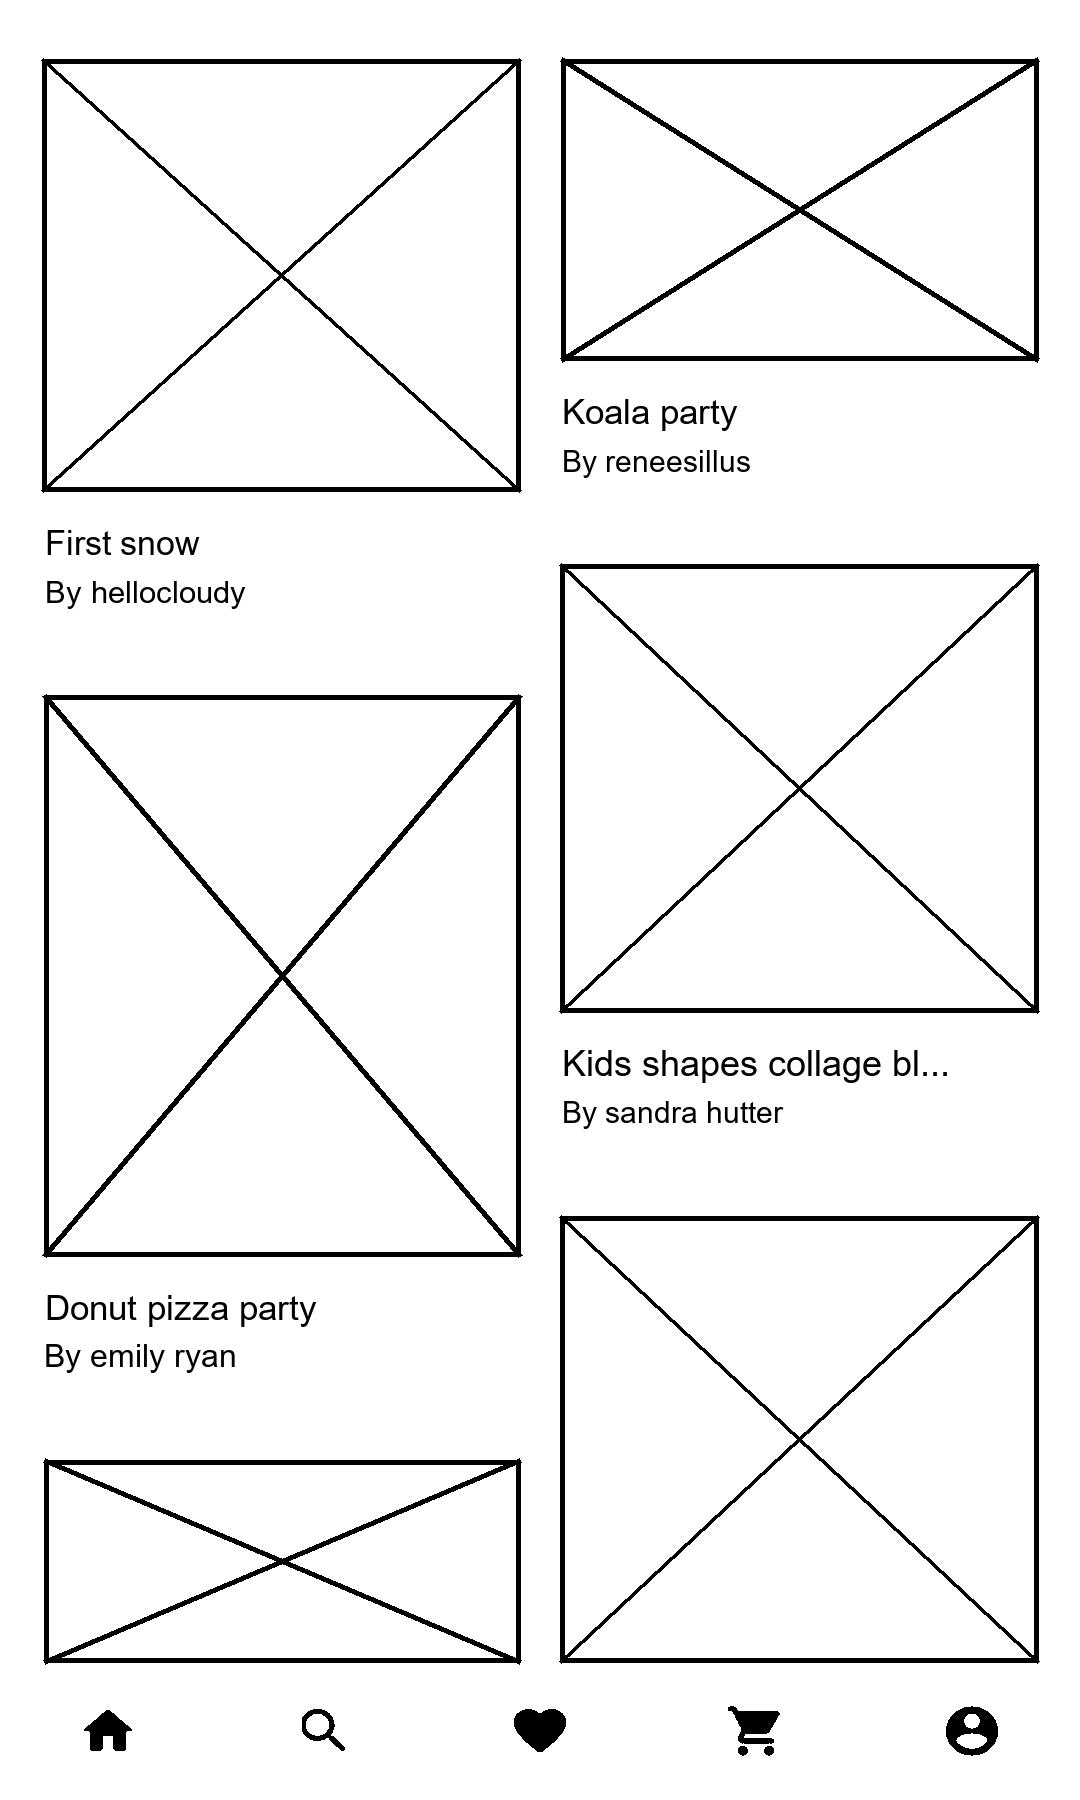 First snow
By hellocloudy
Koala party
By reneesillus
Donut pizza party
By emily ryan
Kids shapes collage bl...
By sandra hutter